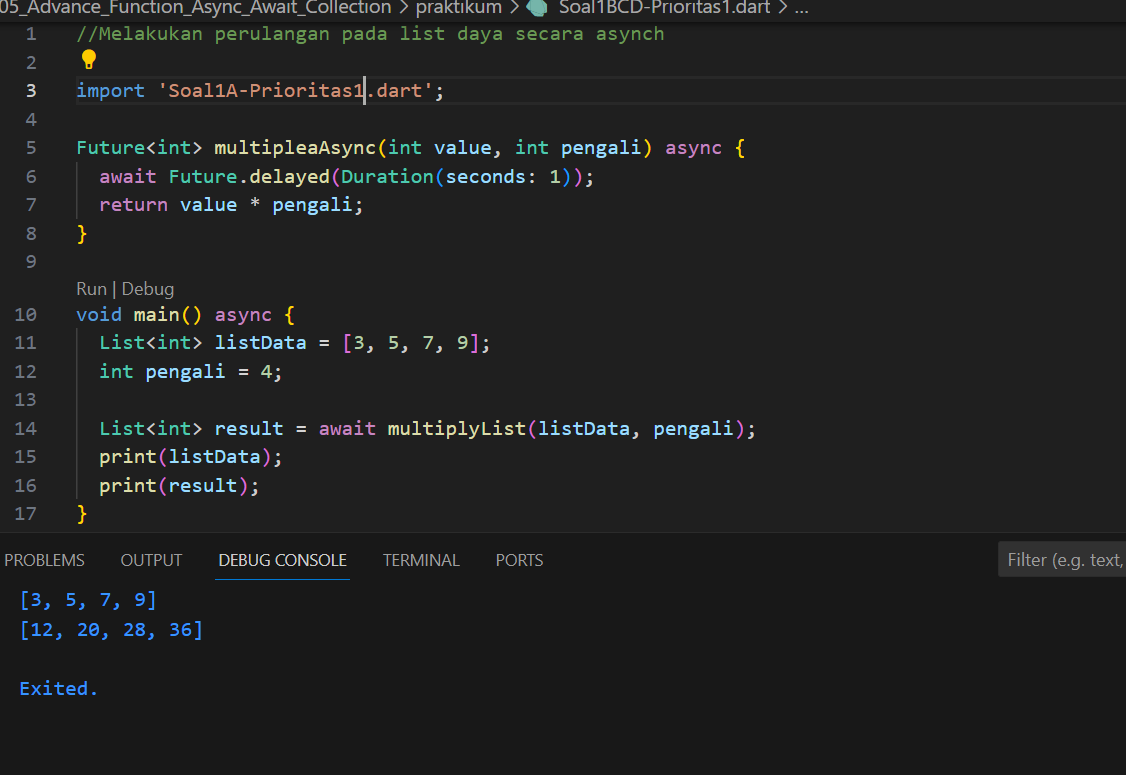 05_Advance_Function_Async_Await_Collection > praktikum > Soal1BCD-Prioritas1.dart > ...
1 //Melakukan perulangan pada list daya secara asynch
2
3 import 'Soal1A-Prioritas1.dart';
4
5 Future<int> multipleaAsync(int value, int pengali) async {
6 await Future.delayed(Duration(seconds: 1));
7 return value * pengali;
8 }
9
Run | Debug
10 void main() async {
11 List<int> listData = [3, 5, 7, 9];
12 int pengali = 4;
13
14 List<int> result = await multiplyList(listData, pengali);
15 print(listData);
16 print(result);
17 }
PROBLEMS OUTPUT DEBUG CONSOLE TERMINAL PORTS Filter (e.g. text,
[3, 5, 7, 9]
[12, 20, 28, 36]
Exited.